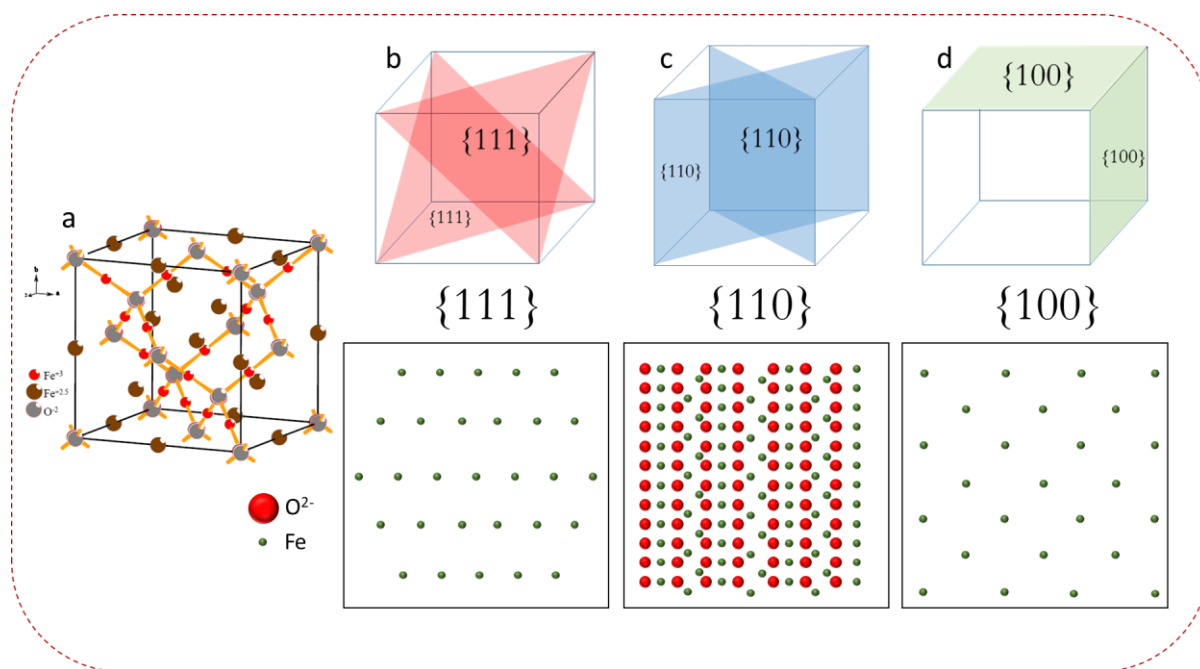 b
c
d
{111}
{111}
{110}
{110}
{100}
{100}
a
b
a
Fe+3
Fe+2.5
O-2
{111}
{110}
{100}
O2-
Fe